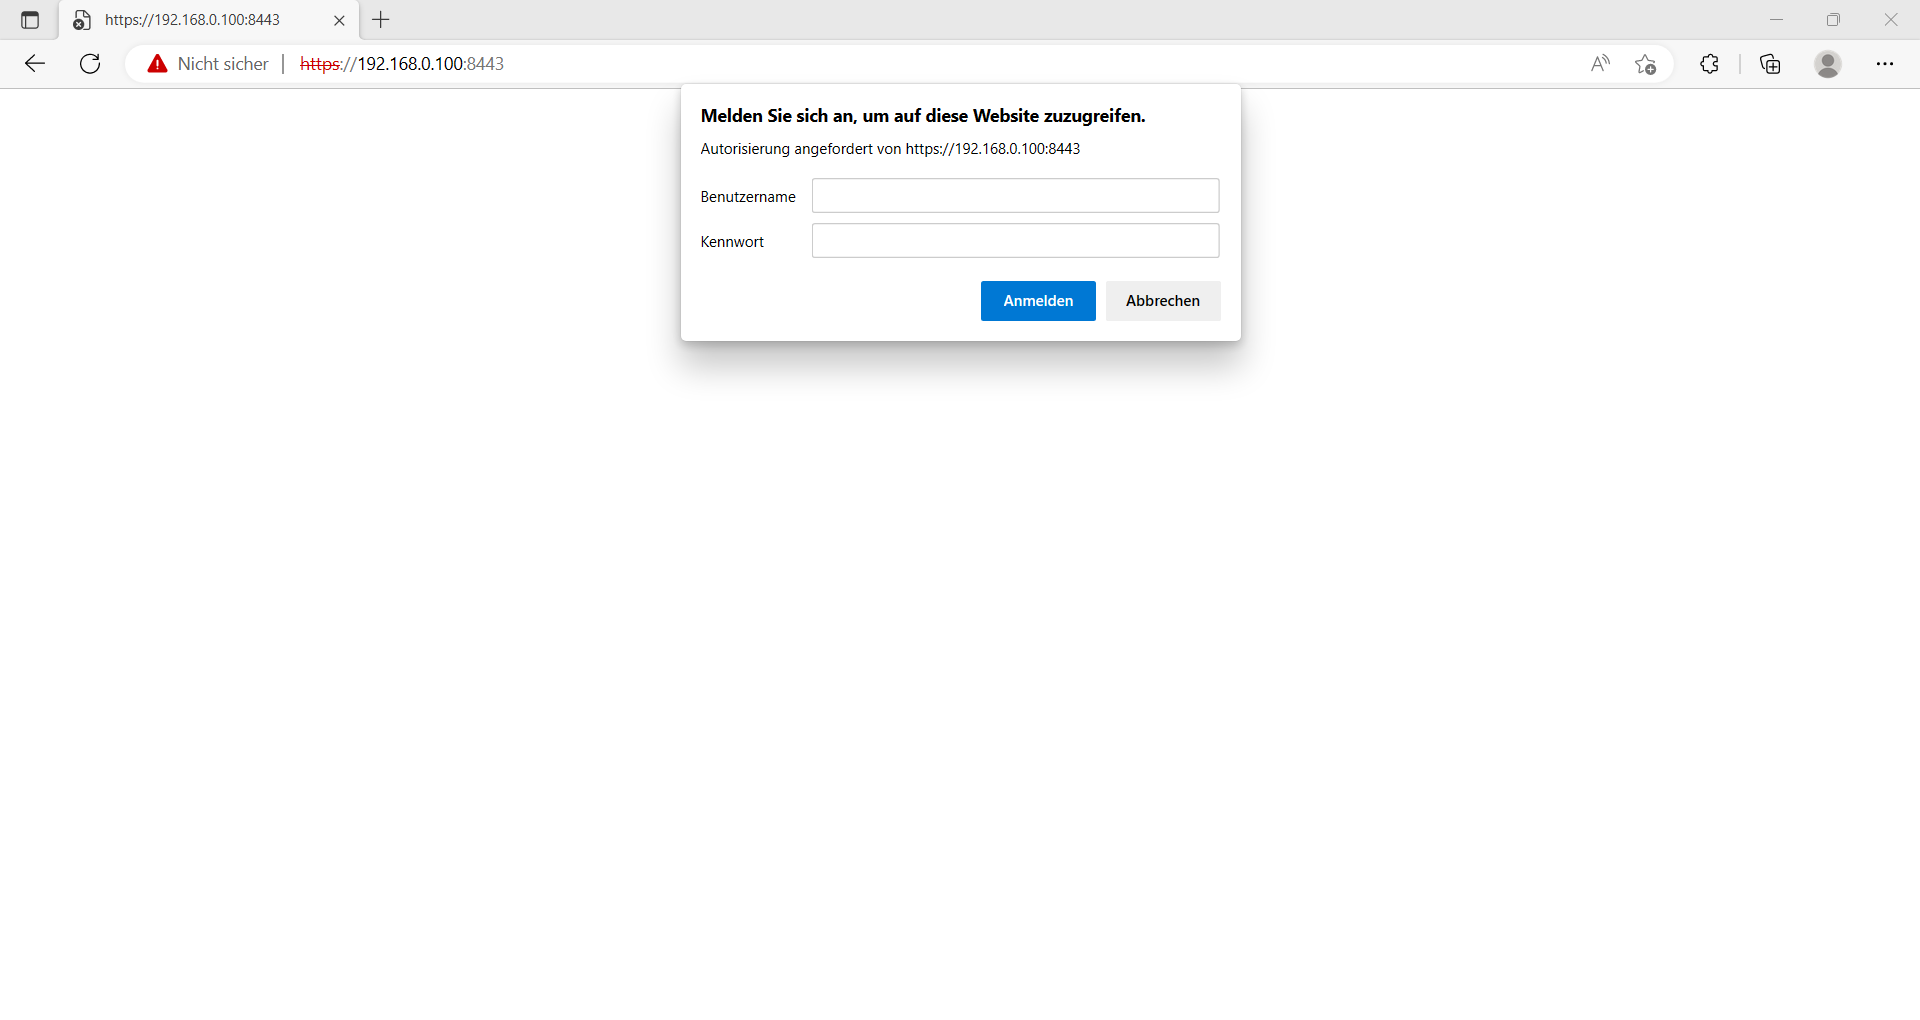 https://192.168.0.100:8443
Nicht sicher | https://192.168.0.100:8443
Melden Sie sich an, um auf diese Website zuzugreifen.
Autorisierung angefordert von https://192.168.0.100:8443
Benutzername
Kennwort
Anmelden Abbrechen